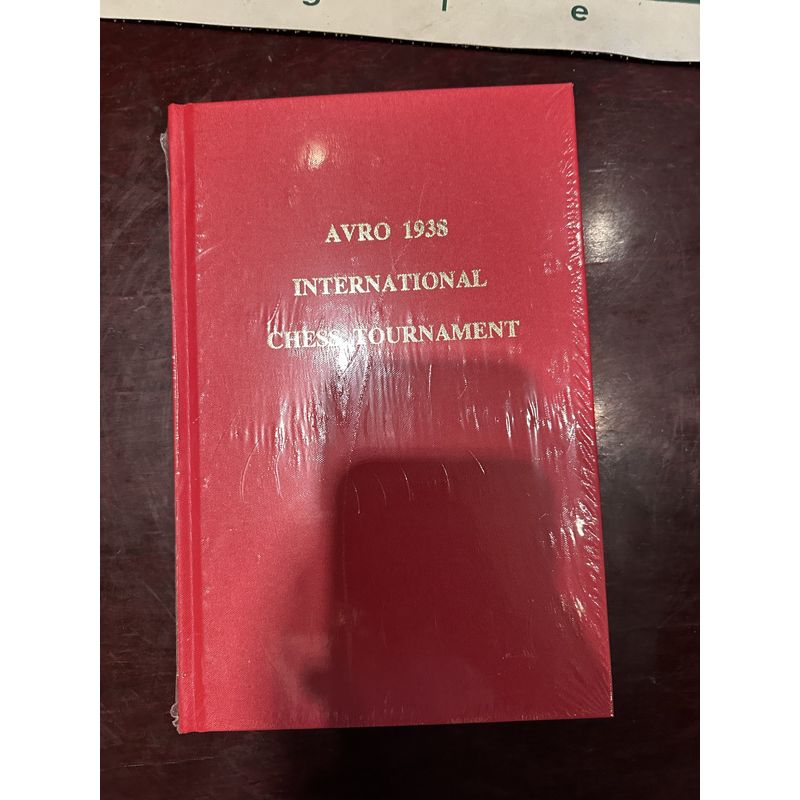 g f e
AVRO 1938
INTERNATIONAL
CHESS TOURNAMENT